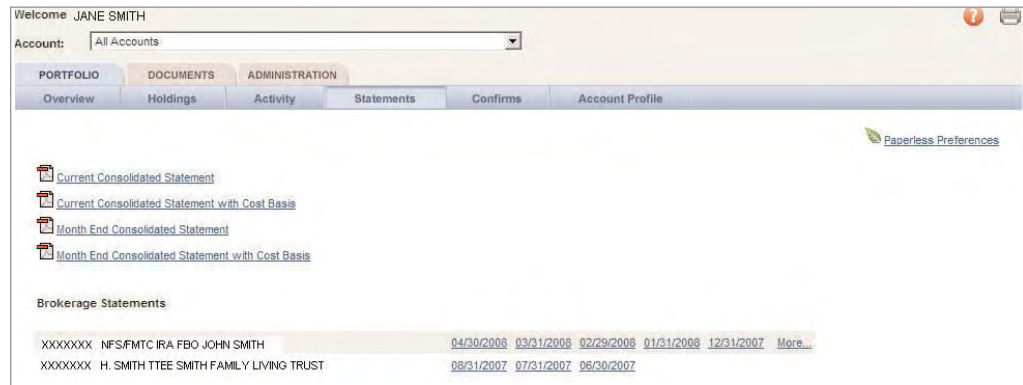 Welcome JANE SMITH
Account: All Accounts
PORTFOLIO DOCUMENTS ADMINISTRATION
Overview Holdings Activity Statements Confirms Account Profile
Paperless Preferences
Current Consolidated Statement
Current Consolidated Statement with Cost Basis
Month End Consolidated Statement
Month End Consolidated Statement with Cost Basis
Brokerage Statements
XXXXXXX NFS/FMTC IRA FBO JOHN SMITH 04/30/2008 03/31/2008 02/29/2008 01/31/2008 12/31/2007 More...
XXXXXXX H. SMITH TTEE SMITH FAMILY LIVING TRUST 08/31/2007 07/31/2007 06/30/2007